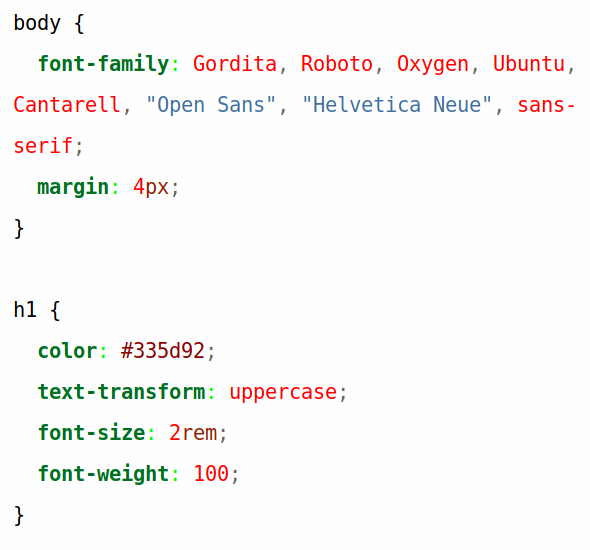 body {
  font-family: Gordita, Roboto, Oxygen, Ubuntu,
Cantarell, "Open Sans", "Helvetica Neue", sans-
serif;
  margin: 4px;
}

h1 {
  color: #335d92;
  text-transform: uppercase;
  font-size: 2rem;
  font-weight: 100;
}